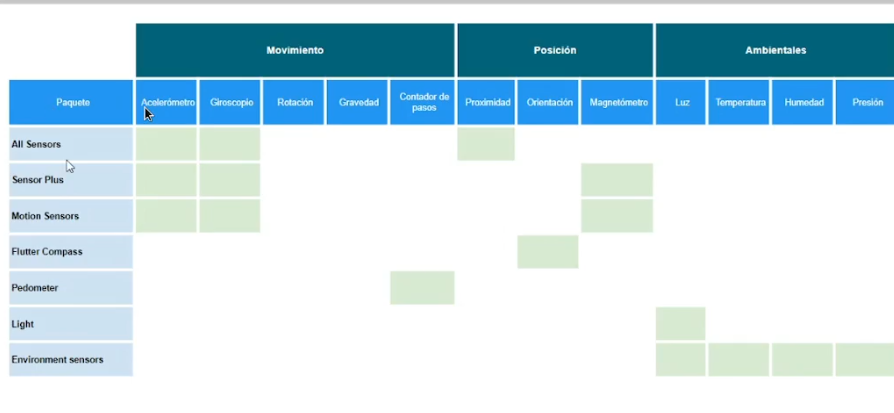 Movimiento Posición Ambientales
Paquete Acelerómetro Giroscopio Rotación Gravedad Contador de pasos Proximidad Orientación Magnetómetro Luz Temperatura Humedad Presión
All Sensors
Sensor Plus
Motion Sensors
Flutter Compass
Pedometer
Light
Environment sensors